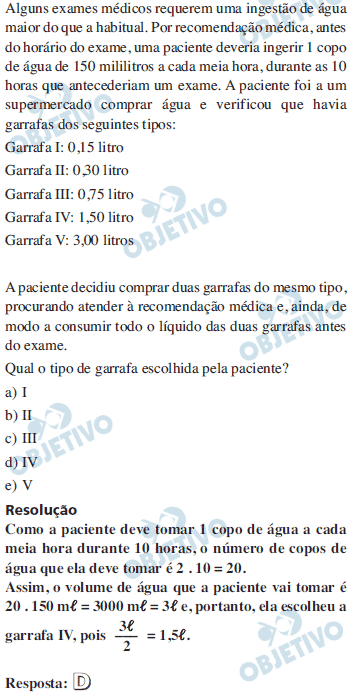 Alguns exames médicos requerem uma ingestão de água
maior do que a habitual. Por recomendação médica, antes
do horário do exame, uma paciente deveria ingerir 1 copo
de água de 150 mililitros a cada meia hora, durante as 10
horas que antecederiam um exame. A paciente foi a um
supermercado comprar água e verificou que havia
garrafas dos seguintes tipos:
Garrafa I: 0,15 litro
Garrafa II: 0,30 litro
Garrafa III: 0,75 litro
Garrafa IV: 1,50 litro
Garrafa V: 3,00 litros
A paciente decidiu comprar duas garrafas do mesmo tipo,
procurando atender à recomendação médica e, ainda, de
modo a consumir todo o líquido das duas garrafas antes
do exame.
Qual o tipo de garrafa escolhida pela paciente?
a) I
b) II
c) III
d) IV
e) V
Resolução
Como a paciente deve tomar 1 copo de água a cada
meia hora durante 10 horas, o número de copos de
água que ela deve tomar é 2 . 10 = 20.
Assim, o volume de água que a paciente vai tomar é
20 . 150 mℓ = 3000 mℓ = 3ℓ e, portanto, ela escolheu a
garrafa IV, pois 3ℓ/2 = 1,5ℓ.
Resposta: D
OBJETIVO
OBJETIVO
OBJETIVO
OBJETIVO
OBJETIVO
OBJETIVO